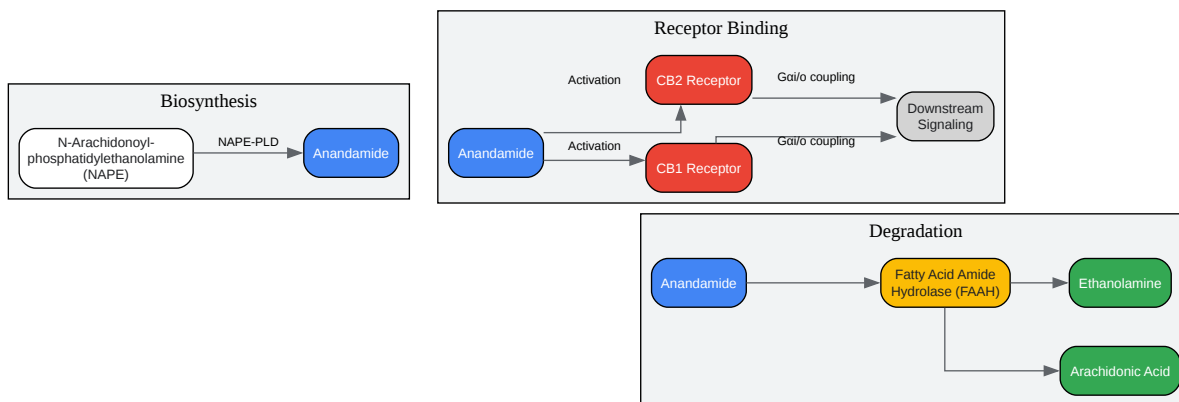 Biosynthesis
N-Arachidonoyl-
phosphatidylethanolamine
(NAPE)
NAPE-PLD
Anandamide
Receptor Binding
Anandamide
Activation
Activation
CB2 Receptor
CB1 Receptor
Gαi/o coupling
Gαi/o coupling
Downstream
Signaling
Degradation
Anandamide
Fatty Acid Amide
Hydrolase (FAAH)
Ethanolamine
Arachidonic Acid